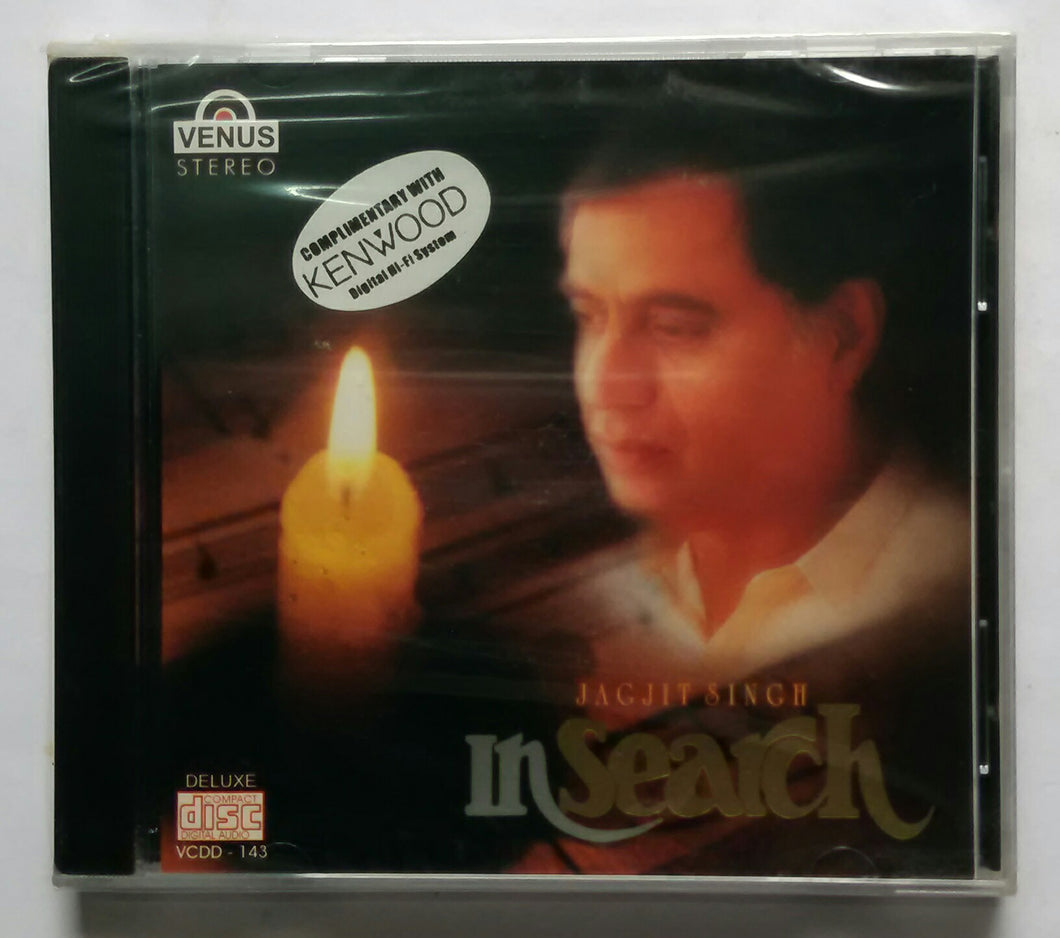 VENUS
STEREO
COMPLIMENTARY WITH
KENWOOD
Digital Hi-Fi System
JAGJIT SINGH
In Search
DELUXE
COMPACT
disc
DIGITAL AUDIO
VCDD - 143